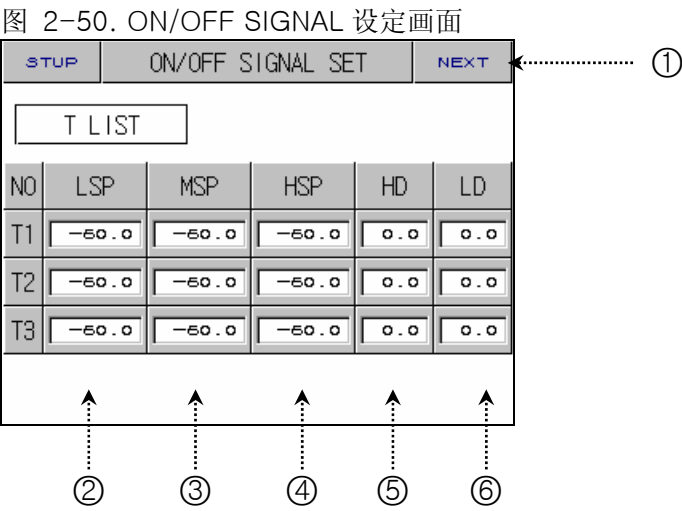 图 2-50. ON/OFF SIGNAL 设定画面
STUP ON/OFF SIGNAL SET NEXT ①
T LIST
NO LSP MSP HSP HD LD
T1 -60.0 -60.0 -60.0 0.0 0.0
T2 -60.0 -60.0 -60.0 0.0 0.0
T3 -60.0 -60.0 -60.0 0.0 0.0
② ③ ④ ⑤ ⑥